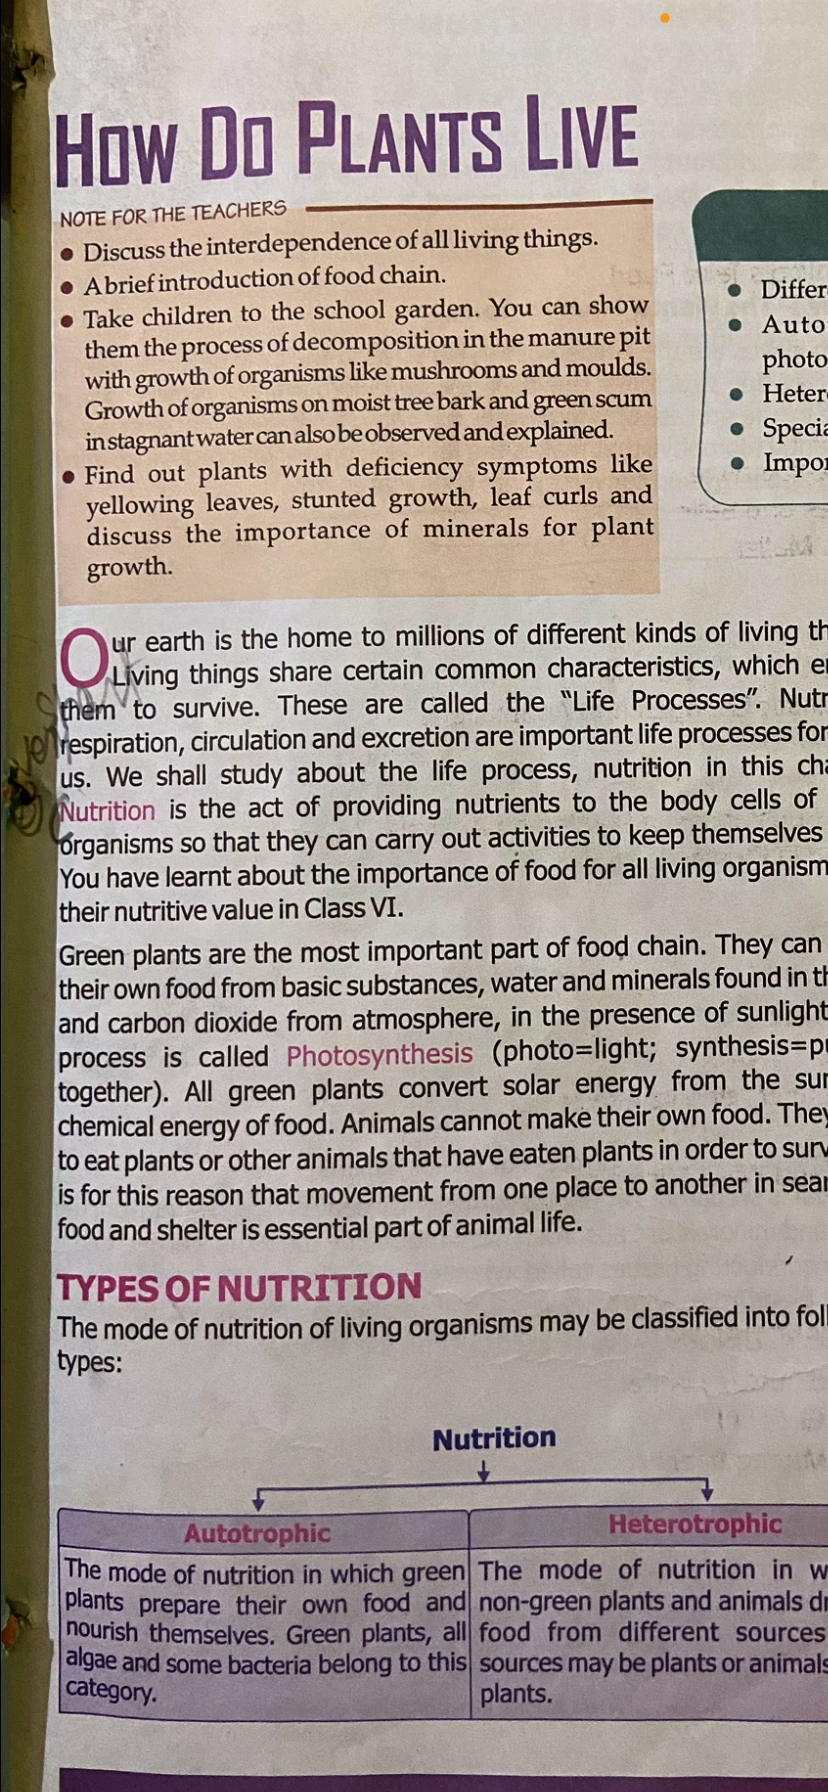 HOW DO PLANTS LIVE
NOTE FOR THE TEACHERS
• Discuss the interdependence of all living things.
• A brief introduction of food chain.
• Take children to the school garden. You can show
them the process of decomposition in the manure pit
with growth of organisms like mushrooms and moulds.
Growth of organisms on moist tree bark and green scum
in stagnant water can also be observed and explained.
• Find out plants with deficiency symptoms like
yellowing leaves, stunted growth, leaf curls and
discuss the importance of minerals for plant
growth.
• Differ
• Auto
photo
• Heter
• Specia
• Impor
Our earth is the home to millions of different kinds of living th
Living things share certain common characteristics, which e
them to survive. These are called the “Life Processes”. Nutr
respiration, circulation and excretion are important life processes for
us. We shall study about the life process, nutrition in this cha
Nutrition is the act of providing nutrients to the body cells of
organisms so that they can carry out activities to keep themselves
You have learnt about the importance of food for all living organism
their nutritive value in Class VI.
Green plants are the most important part of food chain. They can
their own food from basic substances, water and minerals found in th
and carbon dioxide from atmosphere, in the presence of sunlight
process is called Photosynthesis (photo=light; synthesis=p
together). All green plants convert solar energy from the sun
chemical energy of food. Animals cannot make their own food. They
to eat plants or other animals that have eaten plants in order to surv
is for this reason that movement from one place to another in sear
food and shelter is essential part of animal life.
TYPES OF NUTRITION
The mode of nutrition of living organisms may be classified into foll
types:
Nutrition
Autotrophic
The mode of nutrition in which green
plants prepare their own food and
nourish themselves. Green plants, all
algae and some bacteria belong to this
category.
Heterotrophic
The mode of nutrition in w
non-green plants and animals dr
food from different sources
sources may be plants or animals
plants.